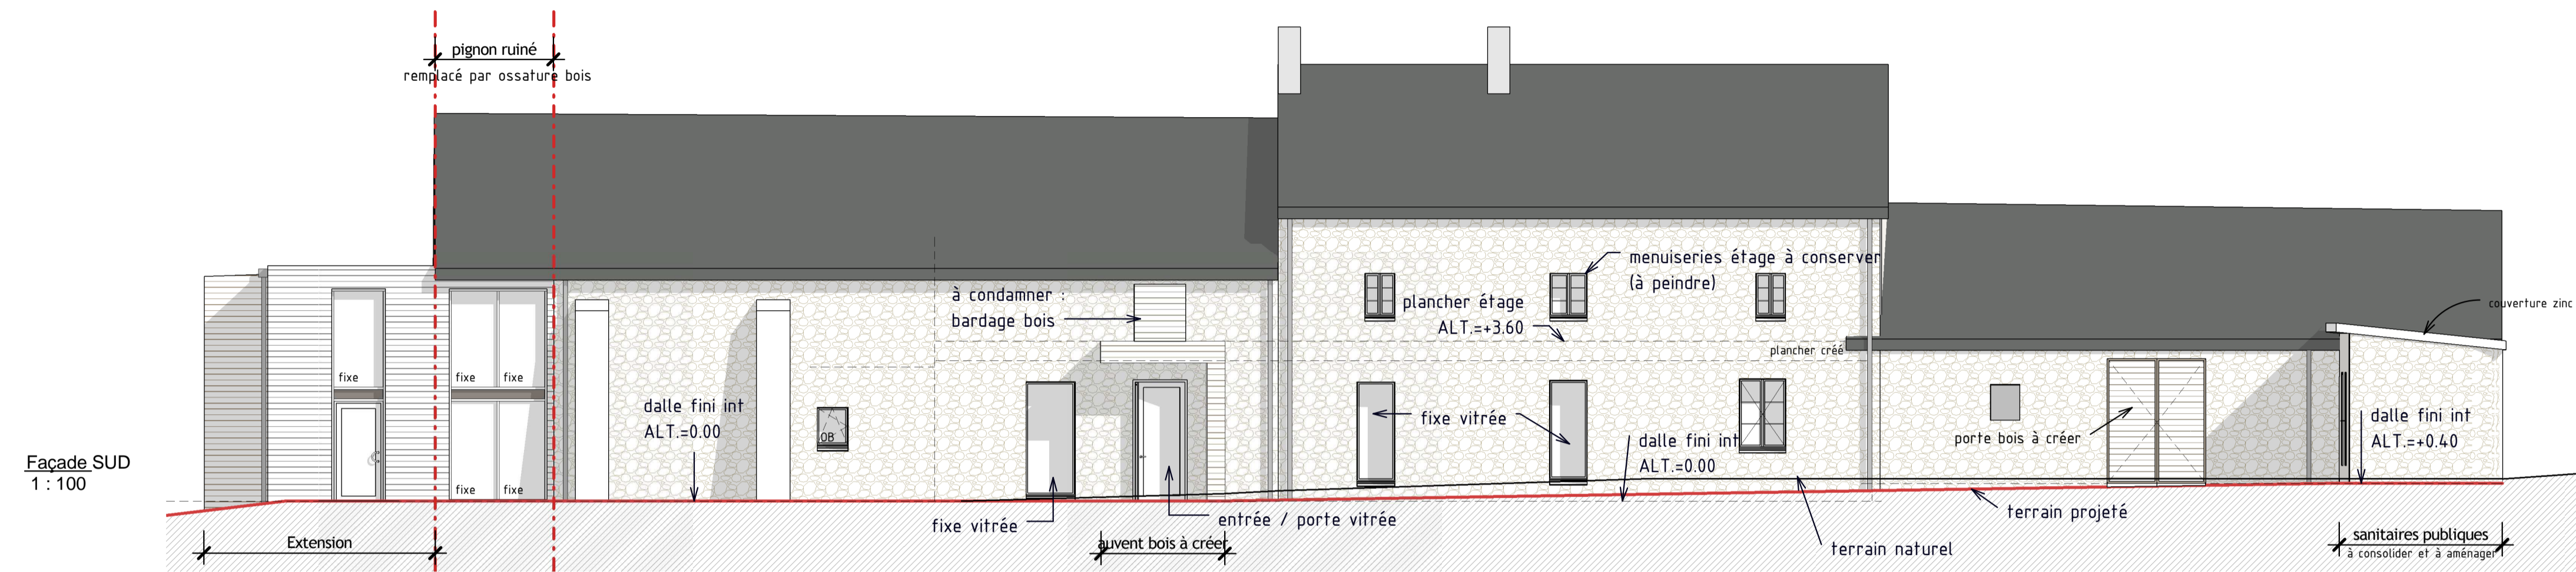 pignon ruiné
remplacé par ossature bois
menuiseries étage à conserver
(à peindre)
à condamner :
bardage bois
plancher étage
ALT.=+3.60
couverture zinc
plancher créé
fixe
fixe
fixe
dalle fini int
ALT.=0.00
OB
fixe vitrée
dalle fini int
ALT.=0.00
porte bois à créer
dalle fini int
ALT.=+0.40
Façade SUD
1 : 100
fixe
fixe
fixe vitrée
entrée / porte vitrée
terrain projeté
Extension
auvent bois à créer
terrain naturel
sanitaires publiques
à consolider et à aménager